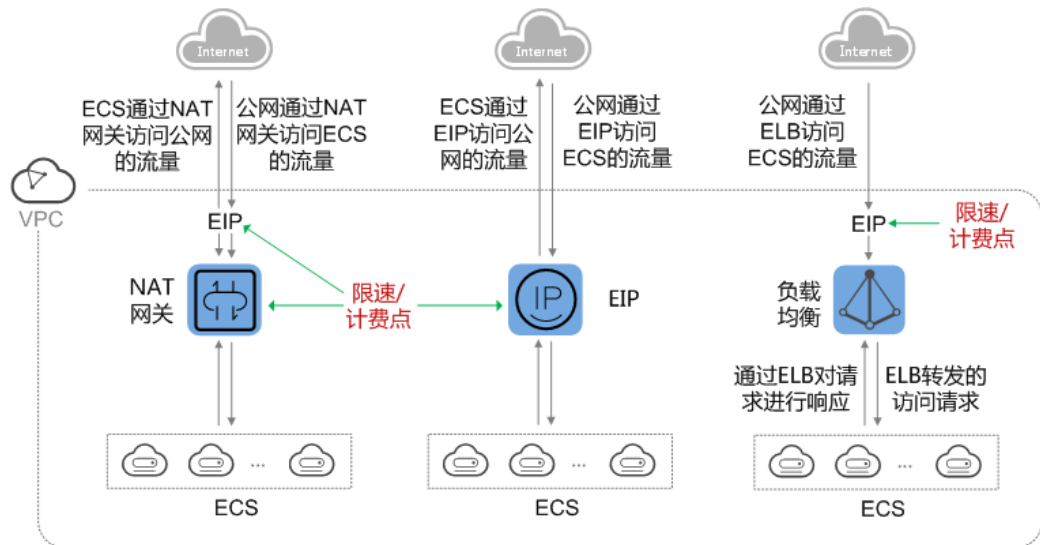 Internet
Internet
Internet
ECS通过NAT
网关访问公网
的流量
公网通过NAT
网关访问ECS
的流量
ECS通过
EIP访问公
网的流量
公网通过
EIP访问
ECS的流量
公网通过
ELB访问
ECS的流量
VPC
EIP
EIP
限速/
计费点
NAT
网关
限速/
计费点
IP
EIP
负载
均衡
通过ELB对请
求进行响应
ELB转发的
访问请求
...
...
...
ECS
ECS
ECS